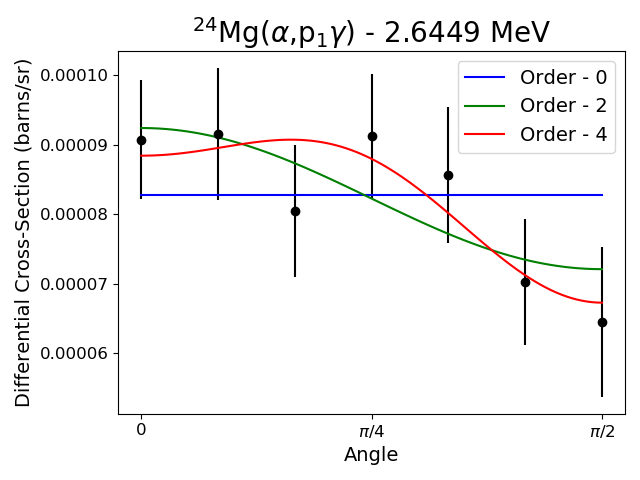 ²⁴Mg(α,p₁γ) - 2.6449 MeV
Differential Cross-Section (barns/sr)
0.00010
0.00009
0.00008
0.00007
0.00006
Order - 0
Order - 2
Order - 4
0
π/4
π/2
Angle